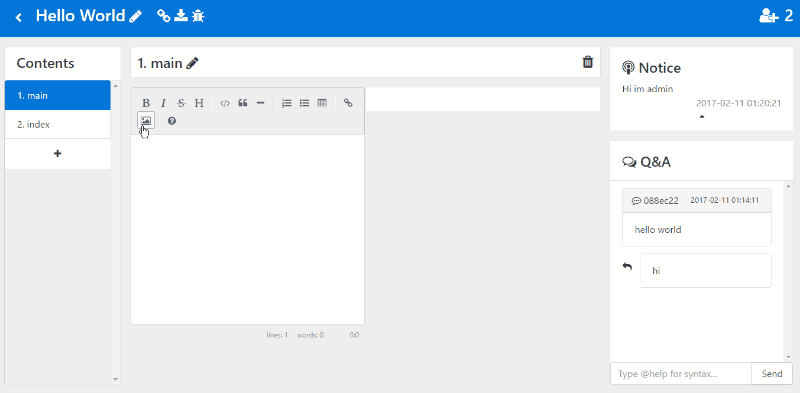 Hello World
2
Contents
1. main
2. index
+
1. main
B I S H
lines: 1 words: 0 0:0
Notice
Hi im admin
2017-02-11 01:20:21
Q&A
088ec22 2017-02-11 01:14:11
hello world
hi
Type @help for syntax...
Send